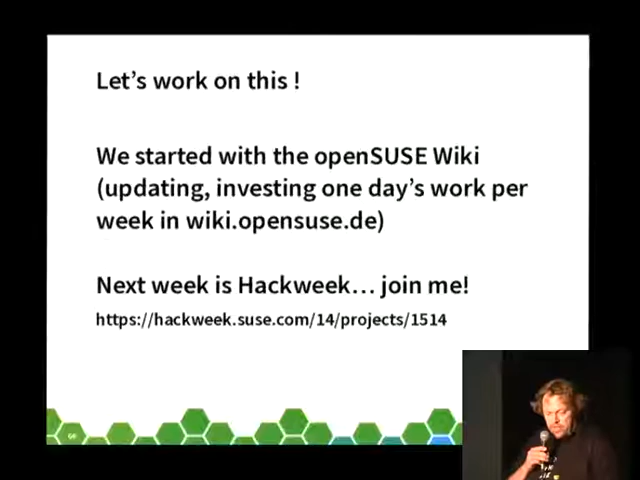 Let's work on this !
We started with the openSUSE Wiki
(updating, investing one day's work per
week in wiki.opensuse.de)
Next week is Hackweek... join me!
https://hackweek.suse.com/14/projects/1514